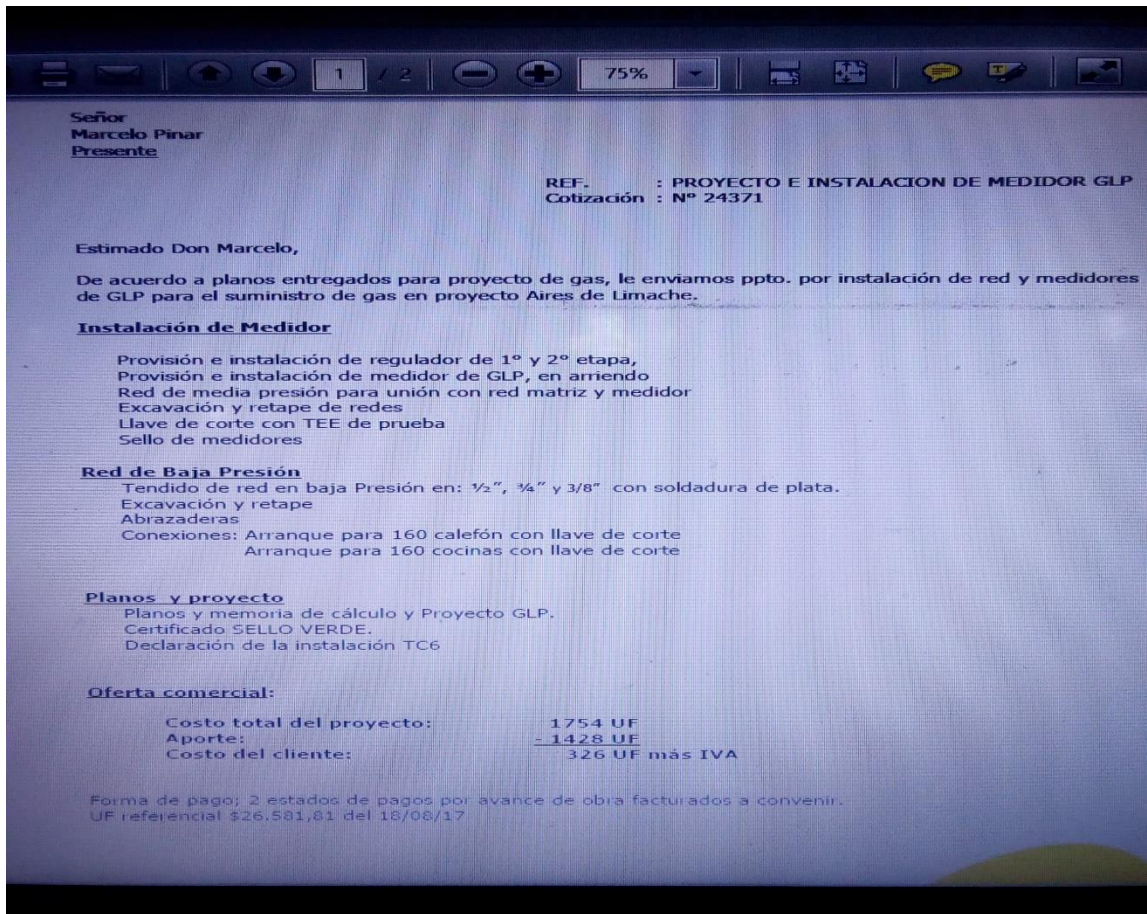 1 / 2 75%
Señor
Marcelo Pinar
Presente
REF. : PROYECTO E INSTALACION DE MEDIDOR GLP
Cotización : Nº 24371
Estimado Don Marcelo,
De acuerdo a planos entregados para proyecto de gas, le enviamos ppto. por instalación de red y medidores
de GLP para el suministro de gas en proyecto Aires de Limache.
Instalación de Medidor
Provisión e instalación de regulador de 1º y 2º etapa,
Provisión e instalación de medidor de GLP, en arriendo
Red de media presión para unión con red matriz y medidor
Excavación y retape de redes
Llave de corte con TEE de prueba
Sello de medidores
Red de Baja Presión
Tendido de red en baja Presión en: ½", ¾" y 3/8" con soldadura de plata.
Excavación y retape
Abrazaderas
Conexiones: Arranque para 160 calefón con llave de corte
Arranque para 160 cocinas con llave de corte
Planos y proyecto
Planos y memoria de cálculo y Proyecto GLP.
Certificado SELLO VERDE.
Declaración de la instalación TC6
Oferta comercial:
Costo total del proyecto: 1754 UF
Aporte: - 1428 UF
Costo del cliente: 326 UF más IVA
Forma de pago; 2 estados de pagos por avance de obra facturados a convenir.
UF referencial $26.581,81 del 18/08/17